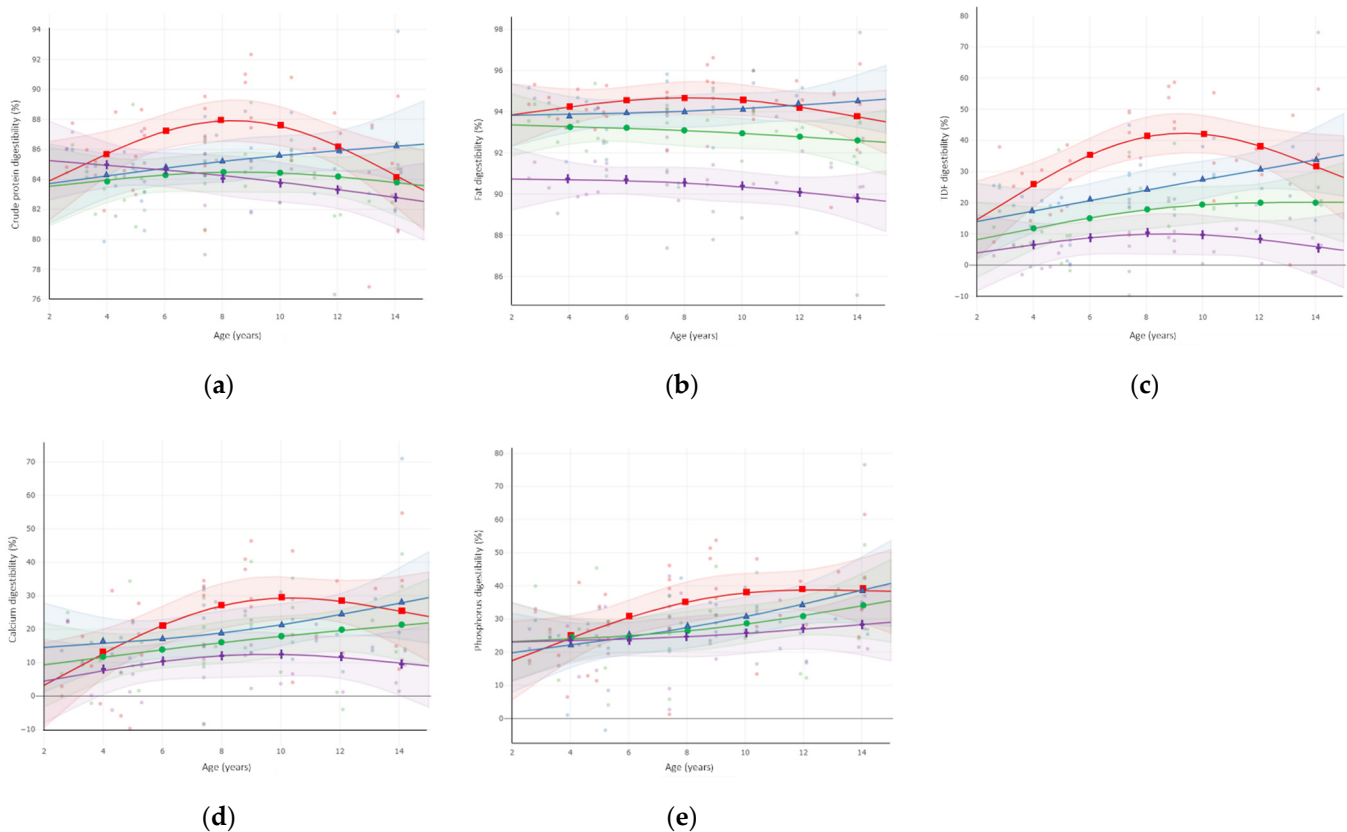 94
92
90
88
86
84
82
80
78
76
Crude protein digestibility (%)
2 4 6 8 10 12 14
Age (years)
(a)
98
96
94
92
90
88
86
Fat digestibility (%)
2 4 6 8 10 12 14
Age (years)
(b)
80
70
60
50
40
30
20
10
0
−10
TDF digestibility (%)
2 4 6 8 10 12 14
Age (years)
(c)
70
60
50
40
30
20
10
0
−10
Calcium digestibility (%)
2 4 6 8 10 12 14
Age (years)
(d)
80
70
60
50
40
30
20
10
0
Phosphorus digestibility (%)
2 4 6 8 10 12 14
Age (years)
(e)